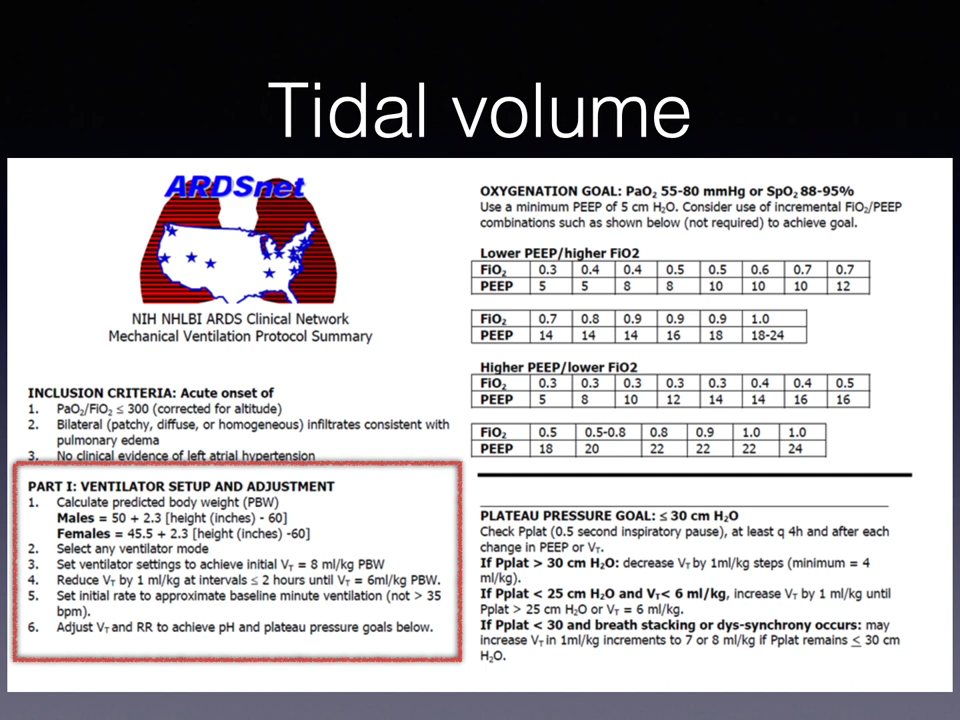 Tidal volume
ARDSnet
NIH NHLBI ARDS Clinical Network
Mechanical Ventilation Protocol Summary
INCLUSION CRITERIA: Acute onset of
1. PaO₂/FiO₂ ≤ 300 (corrected for altitude)
2. Bilateral (patchy, diffuse, or homogeneous) infiltrates consistent with
pulmonary edema
3. No clinical evidence of left atrial hypertension
PART I: VENTILATOR SETUP AND ADJUSTMENT
1. Calculate predicted body weight (PBW)
Males = 50 + 2.3 [height (inches) - 60]
Females = 45.5 + 2.3 [height (inches) -60]
2. Select any ventilator mode
3. Set ventilator settings to achieve initial V_T = 8 ml/kg PBW
4. Reduce V_T by 1 ml/kg at intervals ≤ 2 hours until V_T = 6ml/kg PBW.
5. Set initial rate to approximate baseline minute ventilation (not > 35
bpm).
6. Adjust V_T and RR to achieve pH and plateau pressure goals below.
OXYGENATION GOAL: PaO₂ 55-80 mmHg or SpO₂ 88-95%
Use a minimum PEEP of 5 cm H₂O. Consider use of incremental FiO₂/PEEP
combinations such as shown below (not required) to achieve goal.
Lower PEEP/higher FiO2
FiO₂ 0.3 0.4 0.4 0.5 0.5 0.6 0.7 0.7
PEEP 5 5 8 8 10 10 10 12
FiO₂ 0.7 0.8 0.9 0.9 0.9 1.0
PEEP 14 14 14 16 18 18-24
Higher PEEP/lower FiO2
FiO₂ 0.3 0.3 0.3 0.3 0.3 0.4 0.4 0.5
PEEP 5 8 10 12 14 14 16 16
FiO₂ 0.5 0.5-0.8 0.8 0.9 1.0 1.0
PEEP 18 20 22 22 22 24
PLATEAU PRESSURE GOAL: ≤ 30 cm H₂O
Check Pplat (0.5 second inspiratory pause), at least q 4h and after each
change in PEEP or V_T.
If Pplat > 30 cm H₂O: decrease V_T by 1ml/kg steps (minimum = 4
ml/kg).
If Pplat < 25 cm H₂O and V_T< 6 ml/kg, increase V_T by 1 ml/kg until
Pplat > 25 cm H₂O or V_T = 6 ml/kg.
If Pplat < 30 and breath stacking or dys-synchrony occurs: may
increase V_T in 1ml/kg increments to 7 or 8 ml/kg if Pplat remains ≤ 30 cm
H₂O.